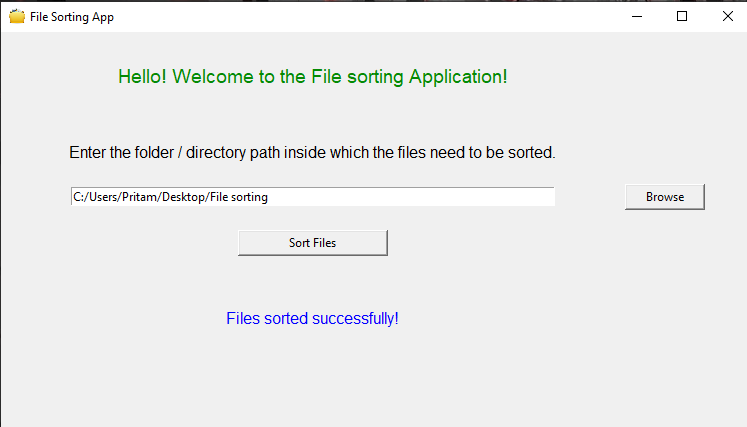 File Sorting App
Hello! Welcome to the File sorting Application!
Enter the folder / directory path inside which the files need to be sorted.
C:/Users/Pritam/Desktop/File sorting
Browse
Sort Files
Files sorted successfully!